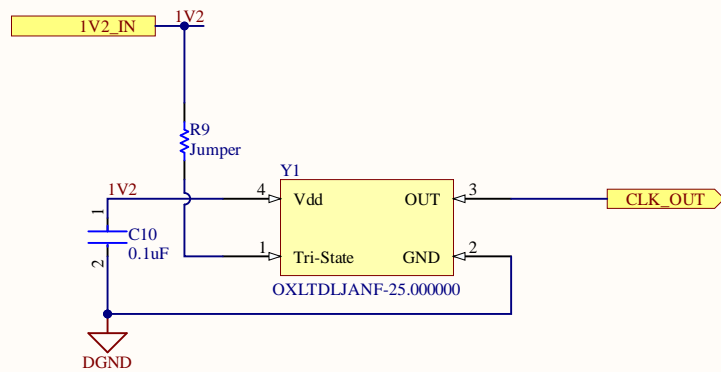 1V2_IN
1V2
R9
Jumper
Y1
1V2
4
Vdd
OUT
3
CLK_OUT
1
C10
0.1uF
2
1
Tri-State
GND
2
OXLTDLJANF-25.000000
DGND